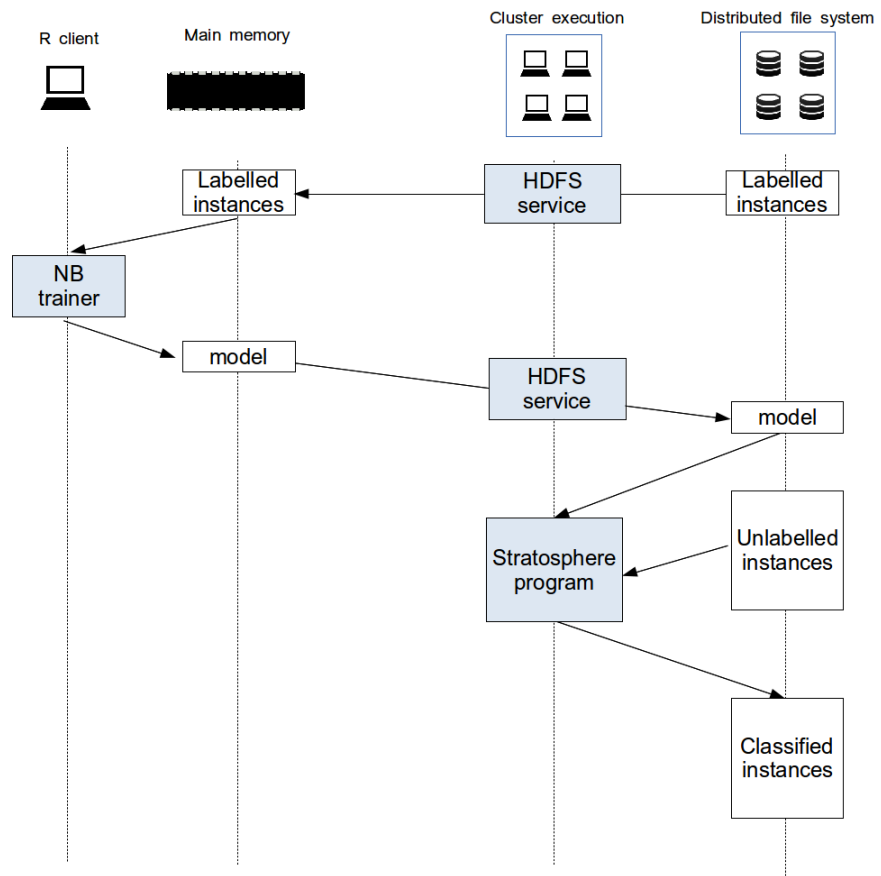 R client
Main memory
Cluster execution
Distributed file system
Labelled
instances
HDFS
service
Labelled
instances
NB
trainer
model
HDFS
service
model
Stratosphere
program
Unlabelled
instances
Classified
instances